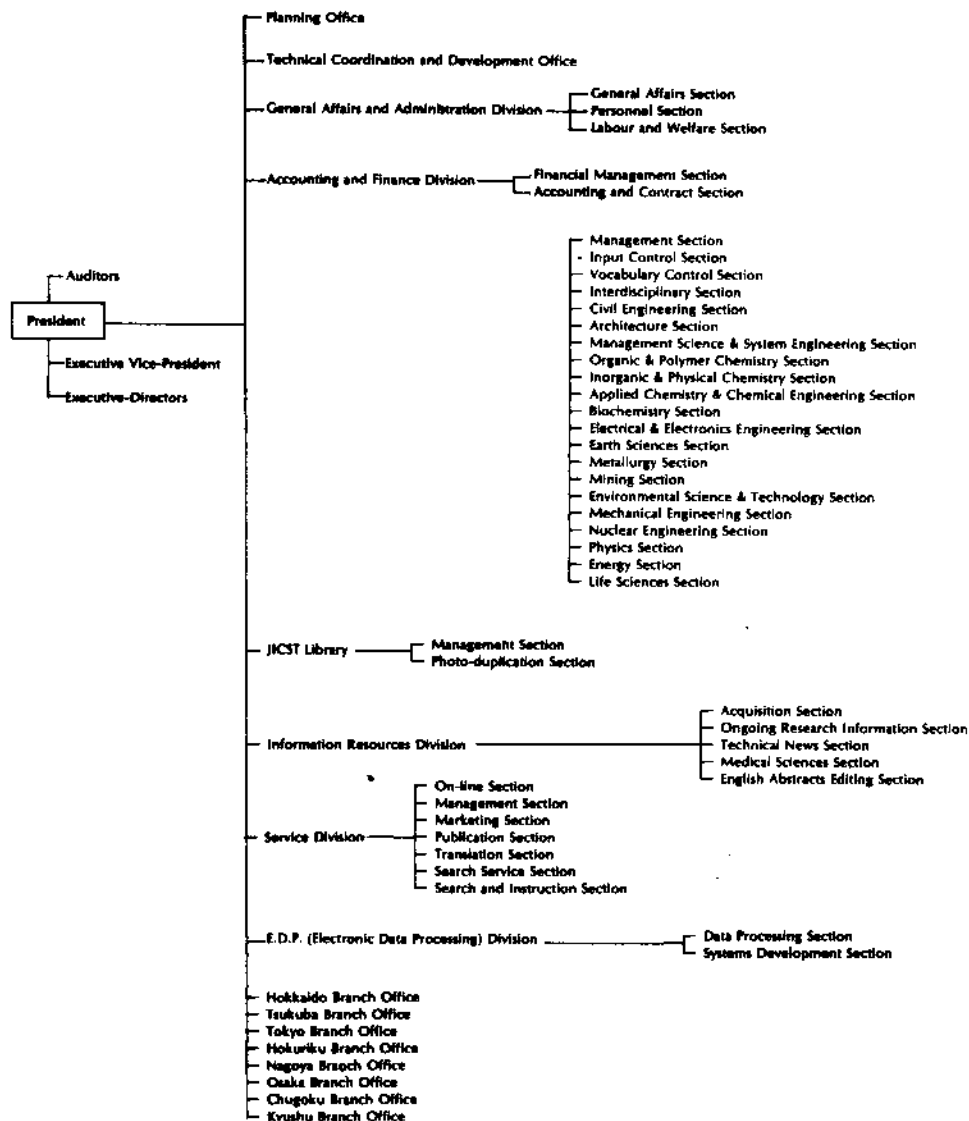 Planning Office
Technical Coordination and Development Office
General Affairs and Administration Division
General Affairs Section
Personnel Section
Labour and Welfare Section
Accounting and Finance Division
Financial Management Section
Accounting and Contract Section
Auditors
President
Executive Vice-President
Executive-Directors
Management Section
Input Control Section
Vocabulary Control Section
Interdisciplinary Section
Civil Engineering Section
Architecture Section
Management Science & System Engineering Section
Organic & Polymer Chemistry Section
Inorganic & Physical Chemistry Section
Applied Chemistry & Chemical Engineering Section
Biochemistry Section
Electrical & Electronics Engineering Section
Earth Sciences Section
Metallurgy Section
Mining Section
Environmental Science & Technology Section
Mechanical Engineering Section
Nuclear Engineering Section
Physics Section
Energy Section
Life Sciences Section
JICST Library
Management Section
Photo-duplication Section
Information Resources Division
Acquisition Section
Ongoing Research Information Section
Technical News Section
Medical Sciences Section
English Abstracts Editing Section
Service Division
On-line Section
Management Section
Marketing Section
Publication Section
Translation Section
Search Service Section
Search and Instruction Section
E.D.P. (Electronic Data Processing) Division
Data Processing Section
Systems Development Section
Hokkaido Branch Office
Tsukuba Branch Office
Tokyo Branch Office
Hokuriku Branch Office
Nagoya Branch Office
Osaka Branch Office
Chugoku Branch Office
Kyushu Branch Office